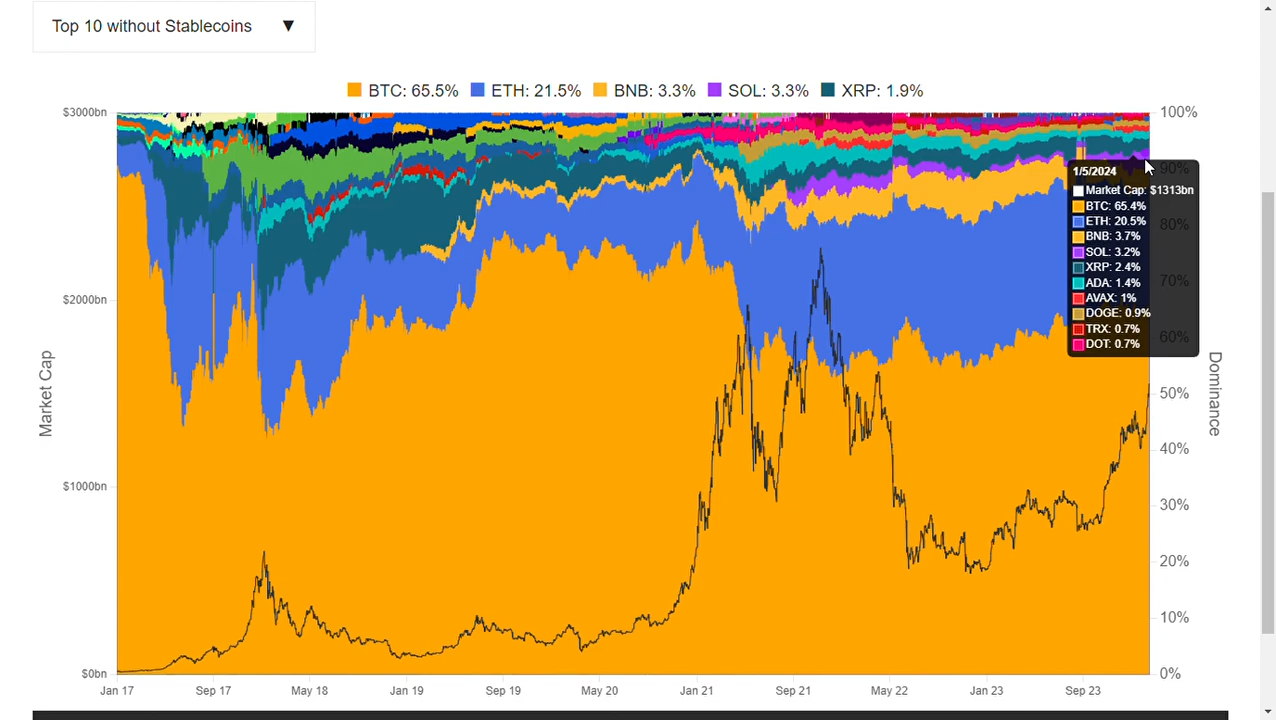 Top 10 without Stablecoins ▼
BTC: 65.5% ETH: 21.5% BNB: 3.3% SOL: 3.3% XRP: 1.9%
$3000bn
$2000bn
$1000bn
$0bn
Market Cap
100%
90%
80%
70%
60%
50%
40%
30%
20%
10%
0%
Dominance
1/5/2024
Market Cap: $1313bn
BTC: 65.4%
ETH: 20.5%
BNB: 3.7%
SOL: 3.2%
XRP: 2.4%
ADA: 1.4%
AVAX: 1%
DOGE: 0.9%
TRX: 0.7%
DOT: 0.7%
Jan 17 Sep 17 May 18 Jan 19 Sep 19 May 20 Jan 21 Sep 21 May 22 Jan 23 Sep 23